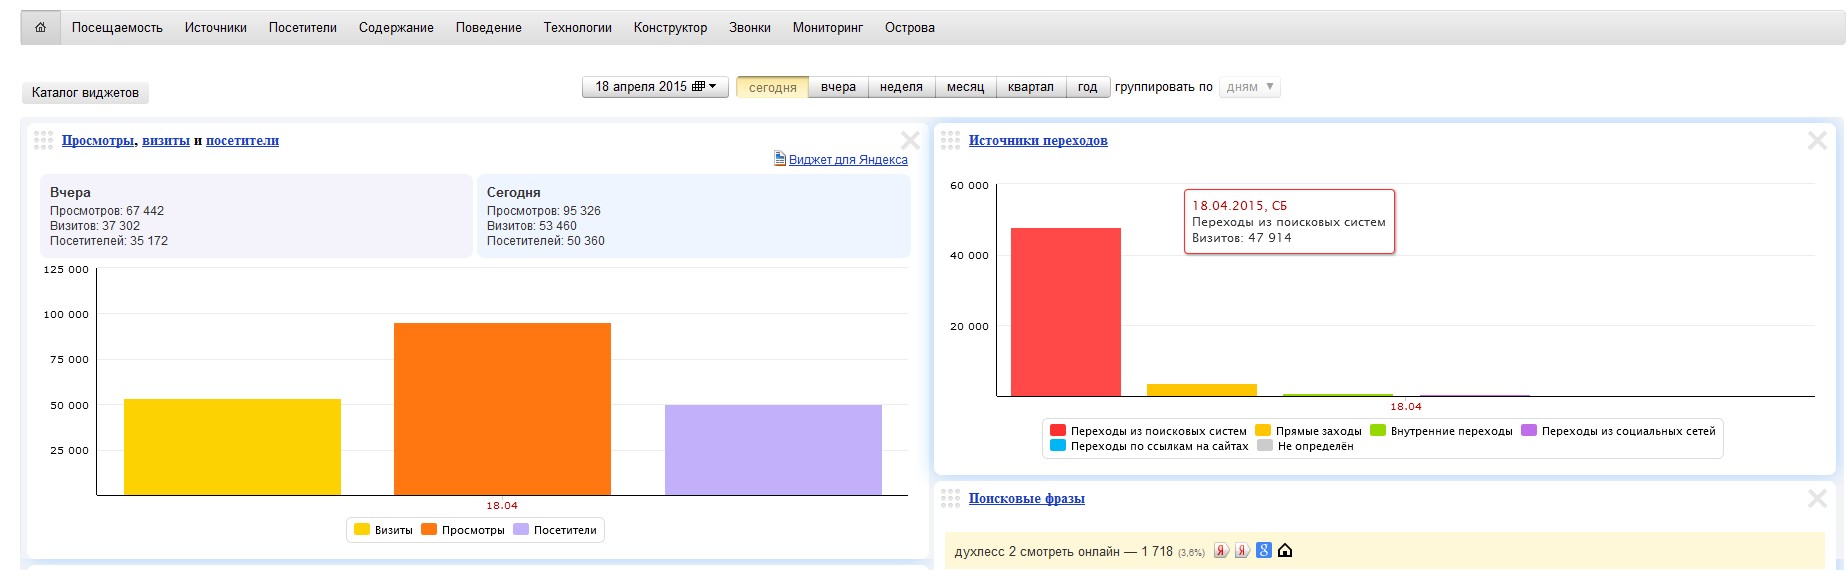 Посещаемость Источники Посетители Содержание Поведение Технологии Конструктор Звонки Мониторинг Острова
Каталог виджетов
18 апреля 2015 сегодня вчера неделя месяц квартал год группировать по дням
Просмотры, визиты и посетители
Виджет для Яндекса
Вчера
Просмотров: 67 442
Визитов: 37 302
Посетителей: 35 172
Сегодня
Просмотров: 95 326
Визитов: 53 460
Посетителей: 50 360
125 000
100 000
75 000
50 000
25 000
18.04
Визиты Просмотры Посетители
Источники переходов
60 000
40 000
20 000
18.04.2015, СБ
Переходы из поисковых систем
Визитов: 47 914
18.04
Переходы из поисковых систем Прямые заходы Внутренние переходы Переходы из социальных сетей
Переходы по ссылкам на сайтах Не определён
Поисковые фразы
духлесс 2 смотреть онлайн — 1 718 (3,6%) Я Я 8